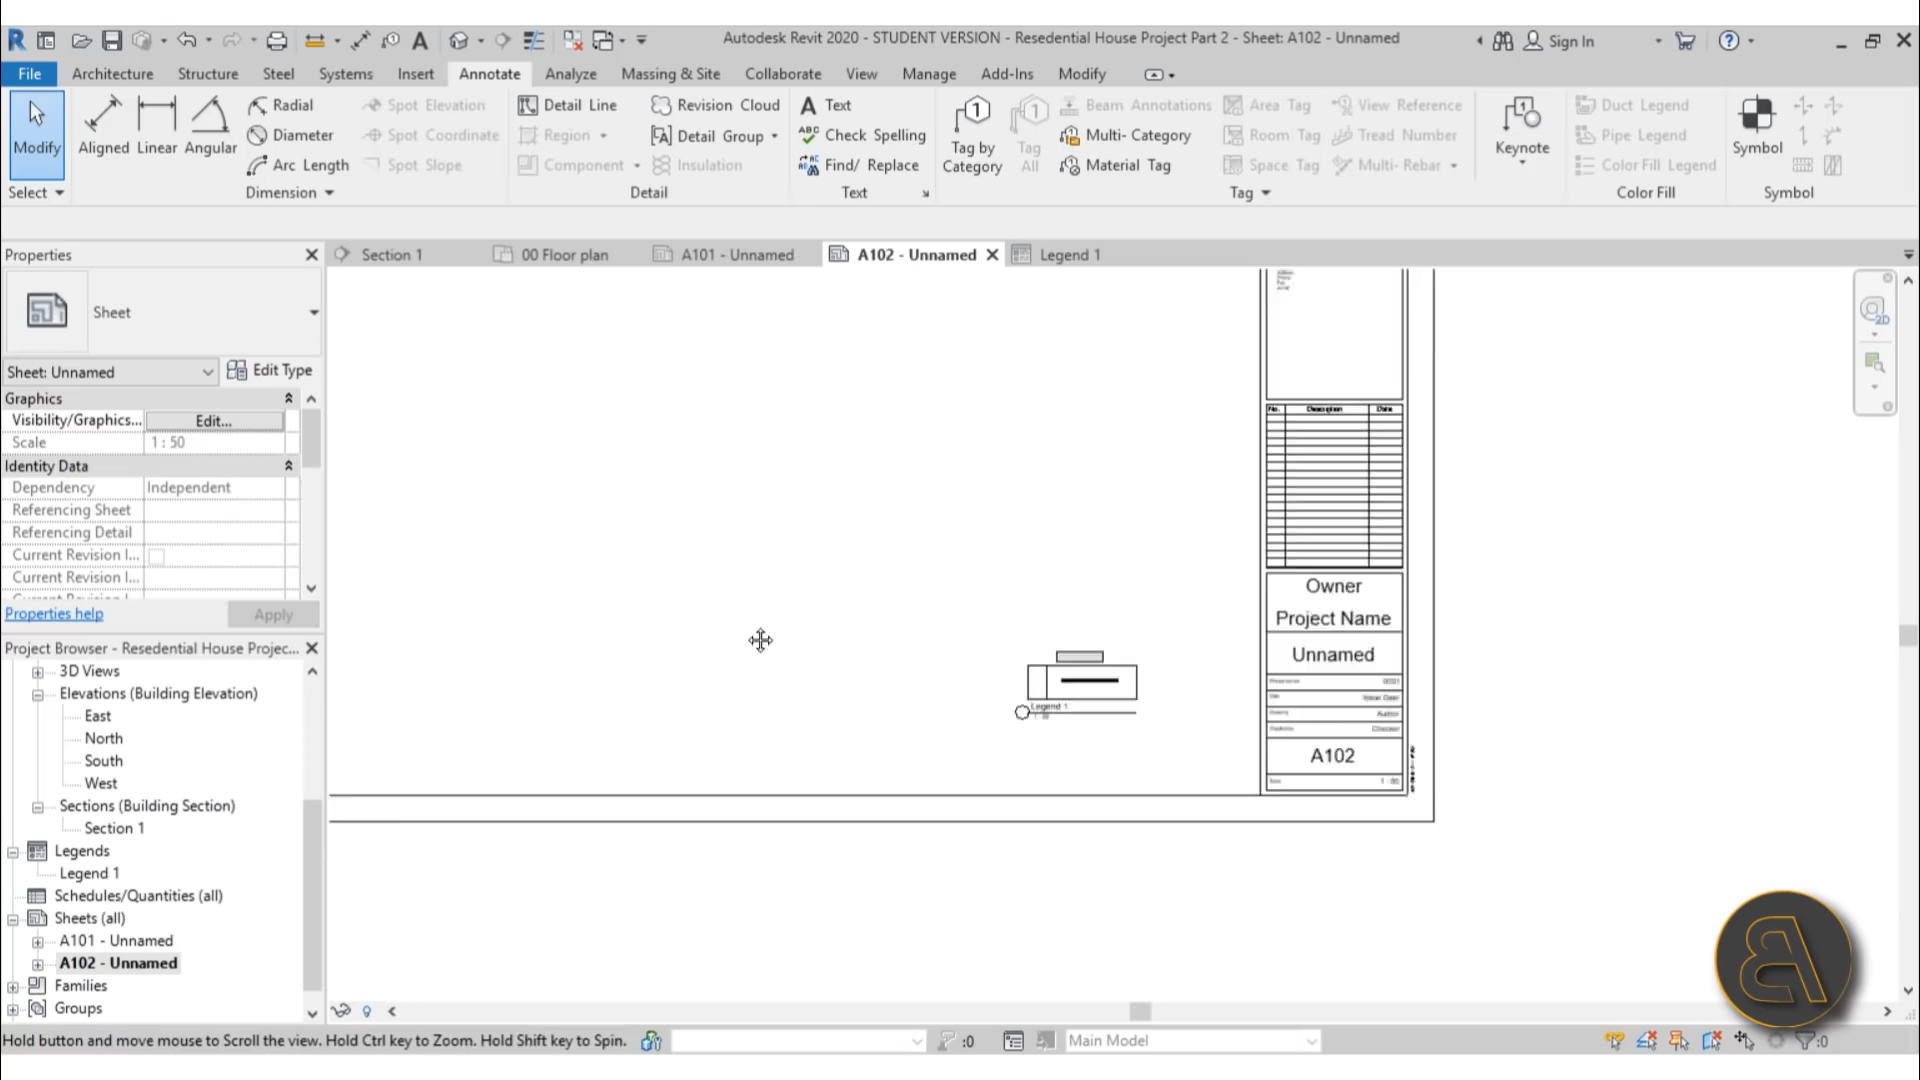 Autodesk Revit 2020 - STUDENT VERSION - Resedential House Project Part 2 - Sheet: A102 - Unnamed
Sign In
File Architecture Structure Steel Systems Insert Annotate Analyze Massing & Site Collaborate View Manage Add-Ins Modify
Modify
Select
Aligned
Linear
Angular
Radial
Diameter
Arc Length
Spot Elevation
Spot Coordinate
Spot Slope
Dimension
Detail Line
Region
Component
Revision Cloud
Detail Group
Insulation
Detail
Text
Check Spelling
Find/ Replace
Text
Tag by
Category
Tag
All
Beam Annotations
Multi- Category
Material Tag
Area Tag
Room Tag
Space Tag
View Reference
Tread Number
Multi- Rebar
Tag
Keynote
Duct Legend
Pipe Legend
Color Fill Legend
Color Fill
Symbol
Symbol
Properties
Section 1
00 Floor plan
A101 - Unnamed
A102 - Unnamed
Legend 1
Sheet
Sheet: Unnamed
Edit Type
Graphics
Visibility/Graphics... Edit...
Scale 1 : 50
Identity Data
Dependency Independent
Referencing Sheet
Referencing Detail
Current Revision I...
Current Revision I...
Properties help
Apply
Project Browser - Resedential House Projec...
3D Views
Elevations (Building Elevation)
East
North
South
West
Sections (Building Section)
Section 1
Legends
Legend 1
Schedules/Quantities (all)
Sheets (all)
A101 - Unnamed
A102 - Unnamed
Families
Groups
No. Description Date
Owner
Project Name
Unnamed
A102
Legend 1
2D
Hold button and move mouse to Scroll the view. Hold Ctrl key to Zoom. Hold Shift key to Spin.
:0
Main Model
:0